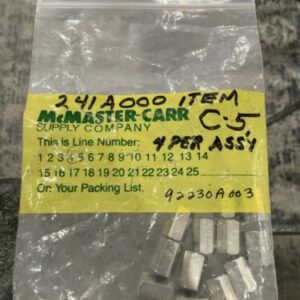 241A000 ITEM
C-5,
McMASTER-CARR
SUPPLY COMPANY
This is Line Number: 4 PER ASS'Y
1 2 3 4 5 6 7 8 9 10 11 12 13 14
15 16 17 18 19 20 21 22 23 24 25
On Your Packing List.
92230A003